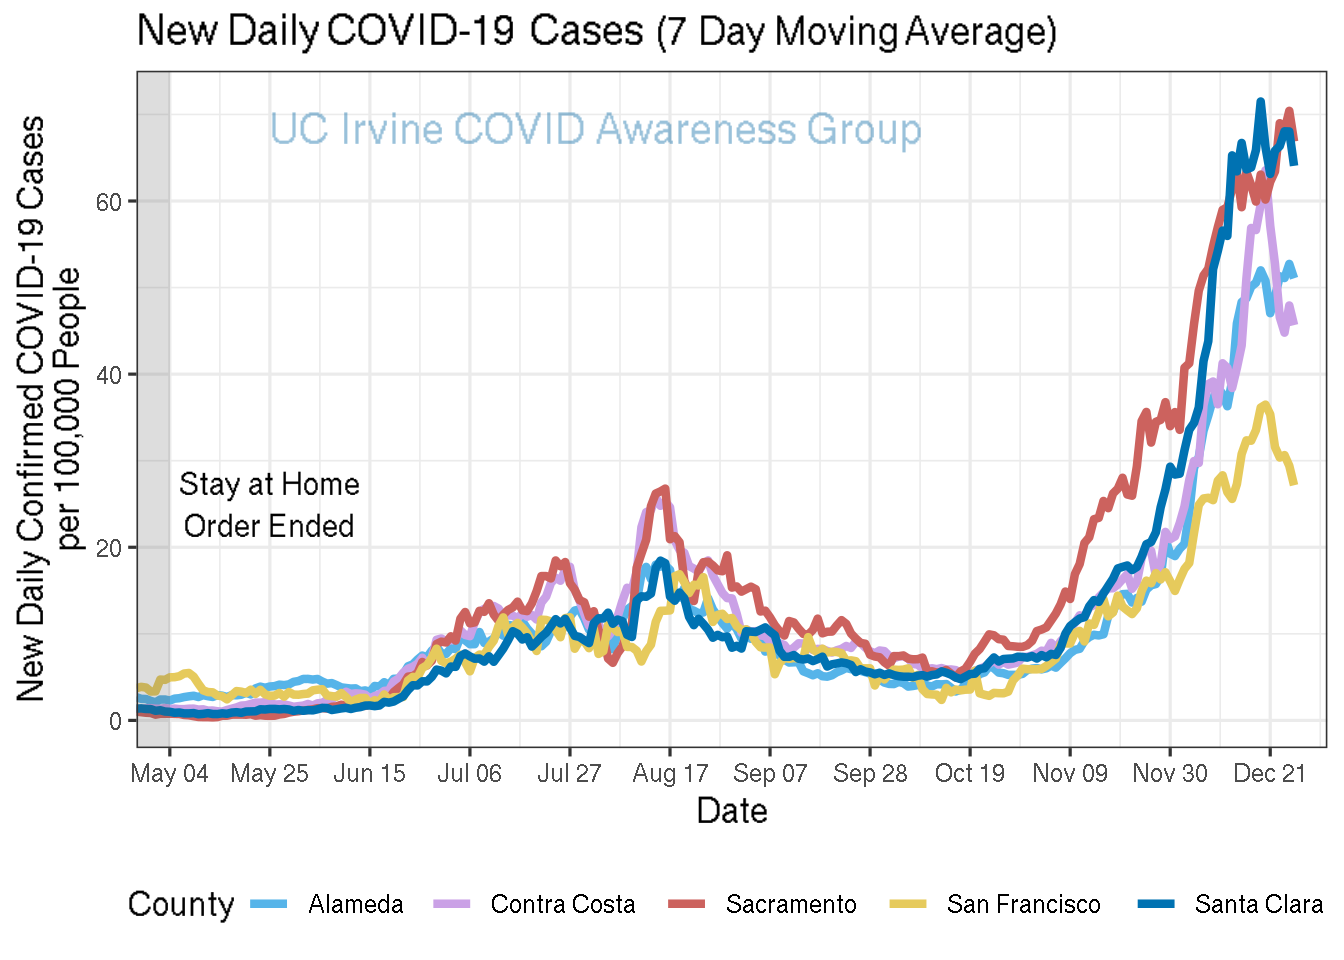 New Daily COVID-19 Cases (7 Day Moving Average)
UC Irvine COVID Awareness Group
New Daily Confirmed COVID-19 Cases
per 100,000 People
60
40
20
0
Stay at Home
Order Ended
May 04 May 25 Jun 15 Jul 06 Jul 27 Aug 17 Sep 07 Sep 28 Oct 19 Nov 09 Nov 30 Dec 21
Date
County Alameda Contra Costa Sacramento San Francisco Santa Clara